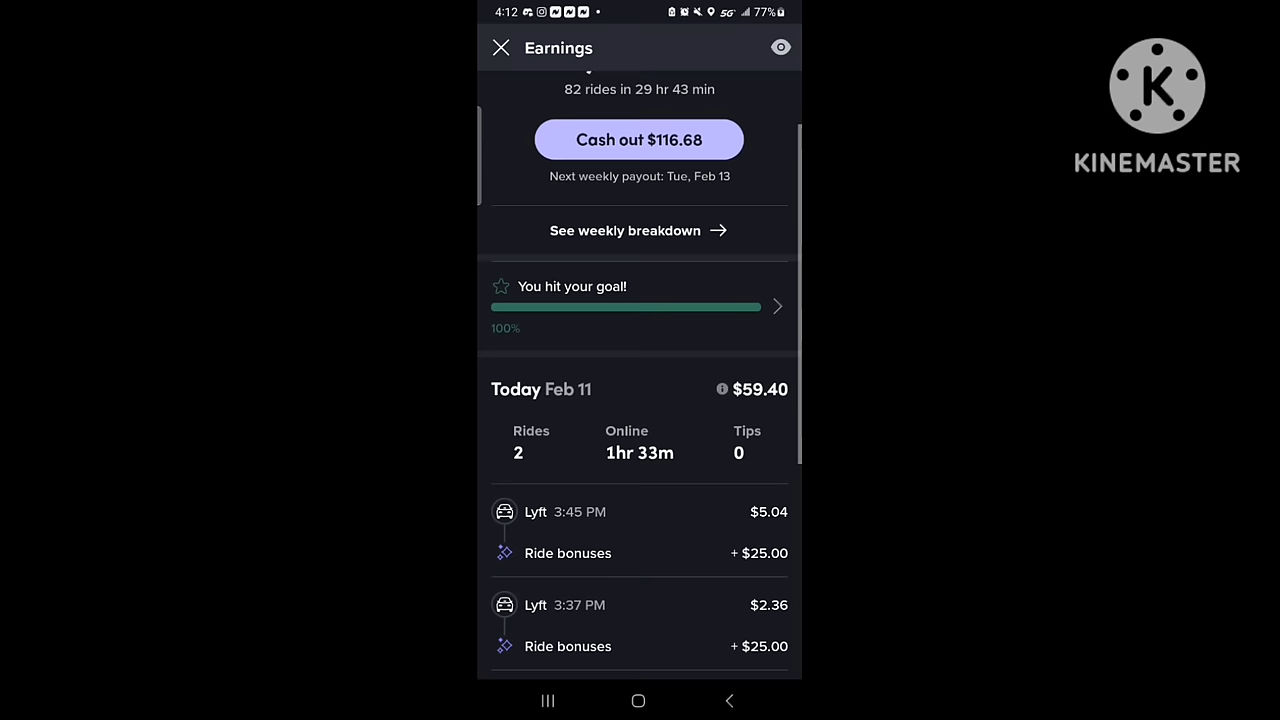 4:12
5G
77%
Earnings
82 rides in 29 hr 43 min
Cash out $116.68
Next weekly payout: Tue, Feb 13
See weekly breakdown
You hit your goal!
100%
Today Feb 11 $59.40
Rides Online Tips
2 1hr 33m 0
Lyft 3:45 PM $5.04
Ride bonuses + $25.00
Lyft 3:37 PM $2.36
Ride bonuses + $25.00
K
KINEMASTER